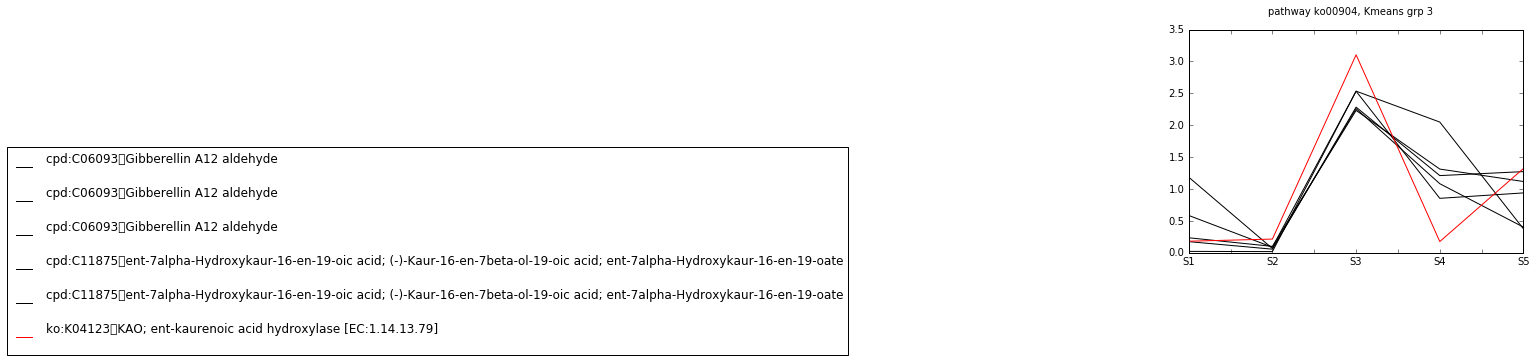 pathway ko00904, Kmeans grp 3
3.5
3.0
2.5
2.0
1.5
1.0
0.5
0.0
S1 S2 S3 S4 S5
cpd:C06093▯Gibberellin A12 aldehyde
cpd:C06093▯Gibberellin A12 aldehyde
cpd:C06093▯Gibberellin A12 aldehyde
cpd:C11875▯ent-7alpha-Hydroxykaur-16-en-19-oic acid; (-)-Kaur-16-en-7beta-ol-19-oic acid; ent-7alpha-Hydroxykaur-16-en-19-oate
cpd:C11875▯ent-7alpha-Hydroxykaur-16-en-19-oic acid; (-)-Kaur-16-en-7beta-ol-19-oic acid; ent-7alpha-Hydroxykaur-16-en-19-oate
ko:K04123▯KAO; ent-kaurenoic acid hydroxylase [EC:1.14.13.79]